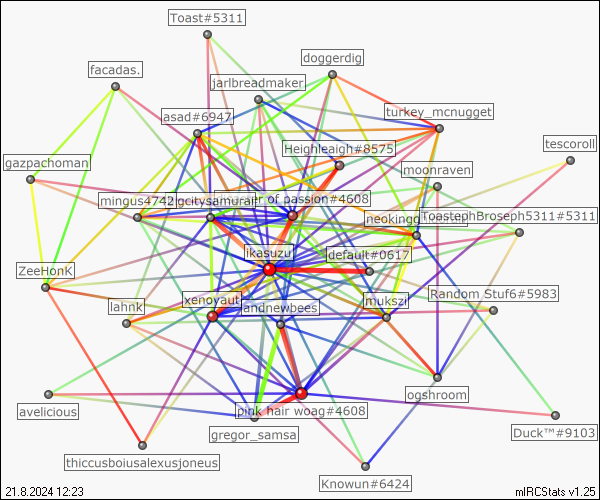 Toast#5311
doggerdig
facadas.
jarlbreadmaker
turkey_mcnugget
asad#6947
Heighleaigh#8575
tescoroll
gazpachoman
moonraven
mingus4742
gcitysamurai
er of passion#4608
neokingg
ToastephBroseph5311#5311
ikasuzu
default#0617
ZeeHonk
Random Stuf6#5983
lahnk
xenoyaut
andnewbees
mukszi
ogshroom
avelicious
pink hair woag#4608
Duck™#9103
gregor_samsa
thiccusboiusalexusjoneus
Knowun#6424
21.8.2024 12:23
mIRCStats v1.25